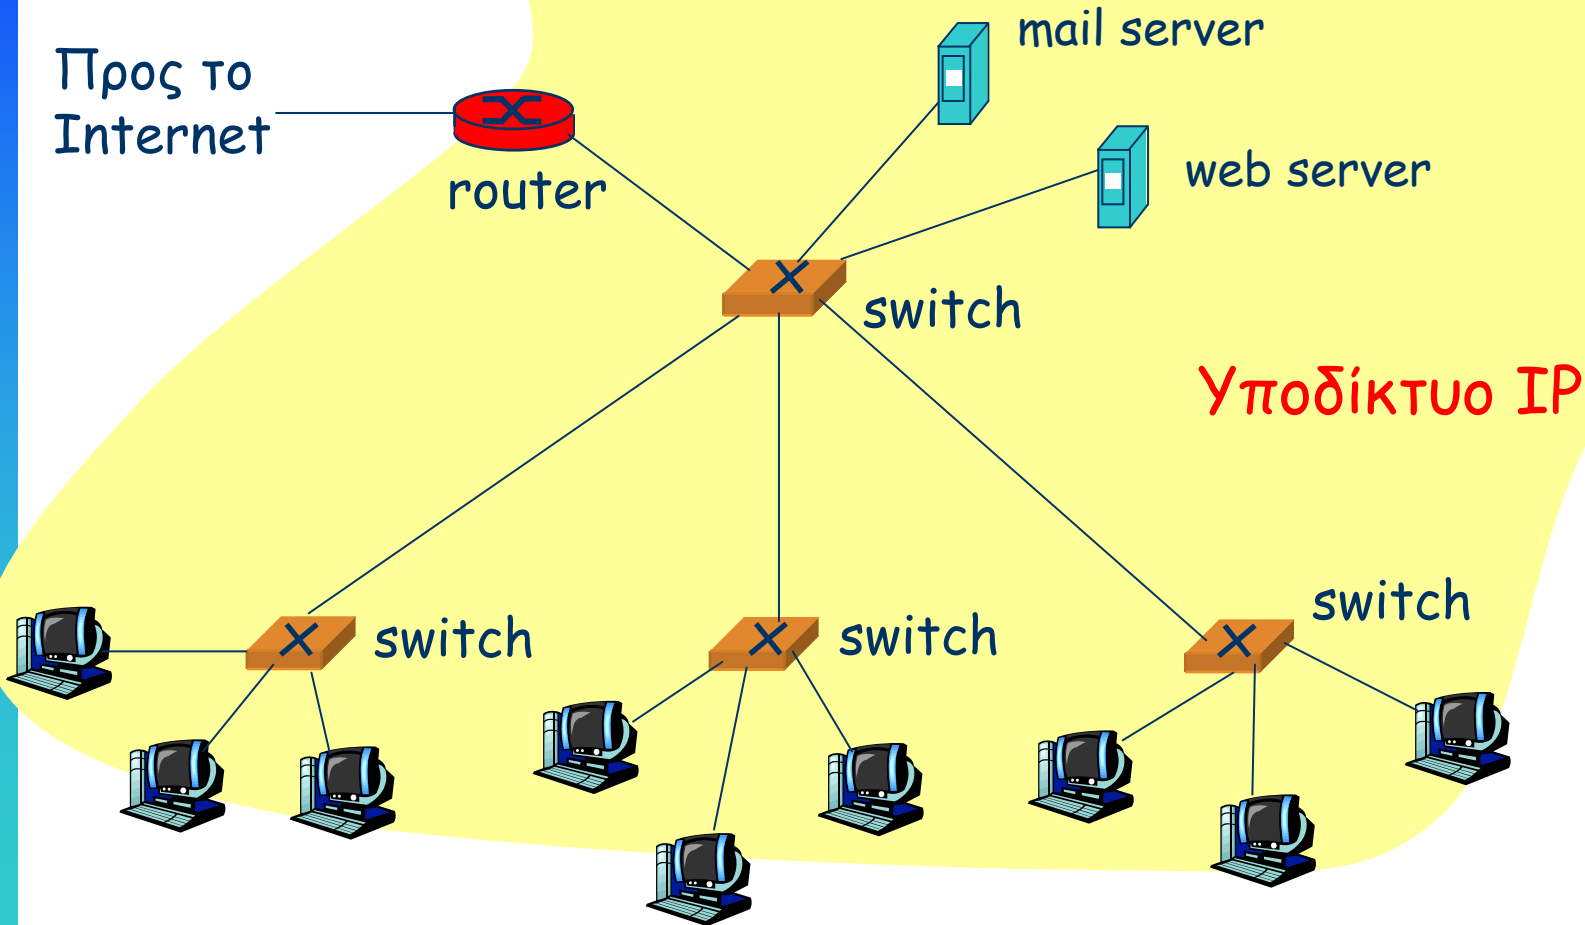 mail server
Προς το
Internet
router
web server
switch
Υποδίκτυο IP
switch
switch
switch